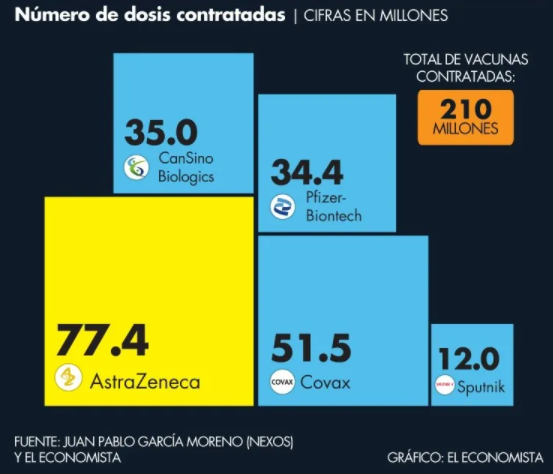 Número de dosis contratadas | CIFRAS EN MILLONES
TOTAL DE VACUNAS
CONTRATADAS:
210
MILLONES
35.0
CanSino
Biologics
34.4
Pfizer-
Biontech
77.4
AstraZeneca
51.5
COVAX Covax
12.0
Sputnik
FUENTE: JUAN PABLO GARCÍA MORENO (NEXOS)
Y EL ECONOMISTA
GRÁFICO: EL ECONOMISTA